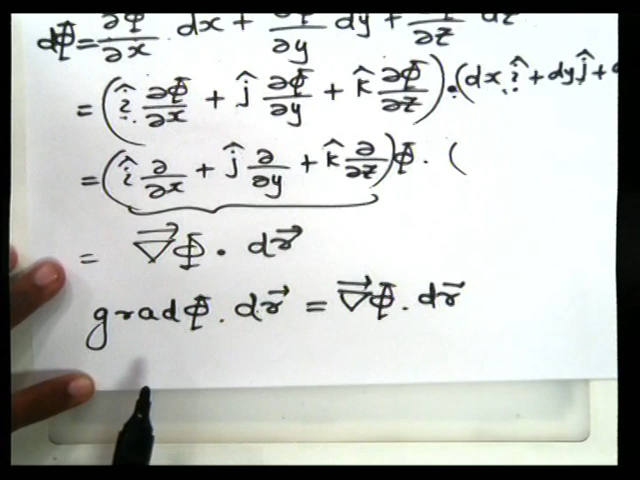 dΦ = ∂Φ/∂x . dx + ∂Φ/∂y dy + ∂Φ/∂z dz
= (î ∂Φ/∂x + ĵ ∂Φ/∂y + k̂ ∂Φ/∂z) . (dx î + dy ĵ +
= (î ∂/∂x + ĵ ∂/∂y + k̂ ∂/∂z) Φ . (
= ∇⃗Φ . dr⃗
gradΦ . dr⃗ = ∇⃗Φ . dr⃗